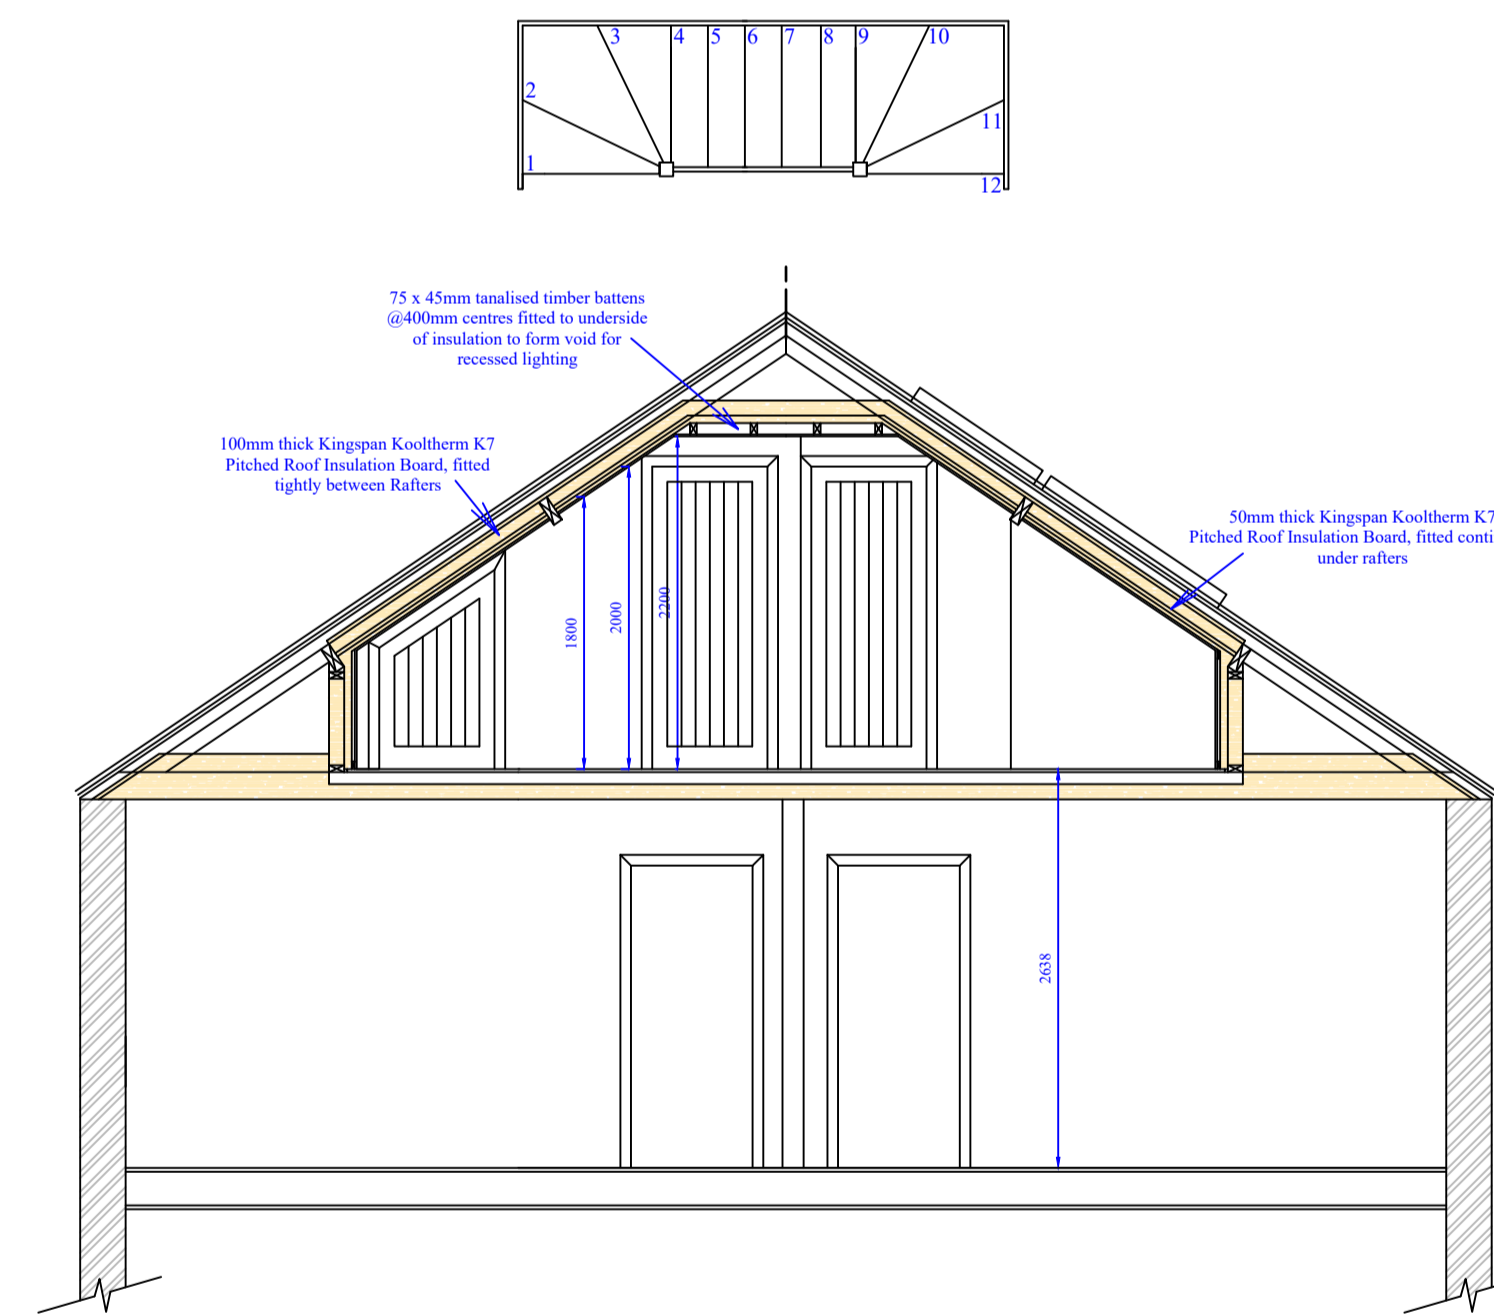 3
4
5
6
7
8
9
10
2
11
1
12
75 x 45mm tanalised timber battens
@400mm centres fitted to underside
of insulation to form void for
recessed lighting
100mm thick Kingspan Kooltherm K7
Pitched Roof Insulation Board, fitted
tightly between Rafters
50mm thick Kingspan Kooltherm K7
Pitched Roof Insulation Board, fitted conti
under rafters
1800
2000
2200
2638